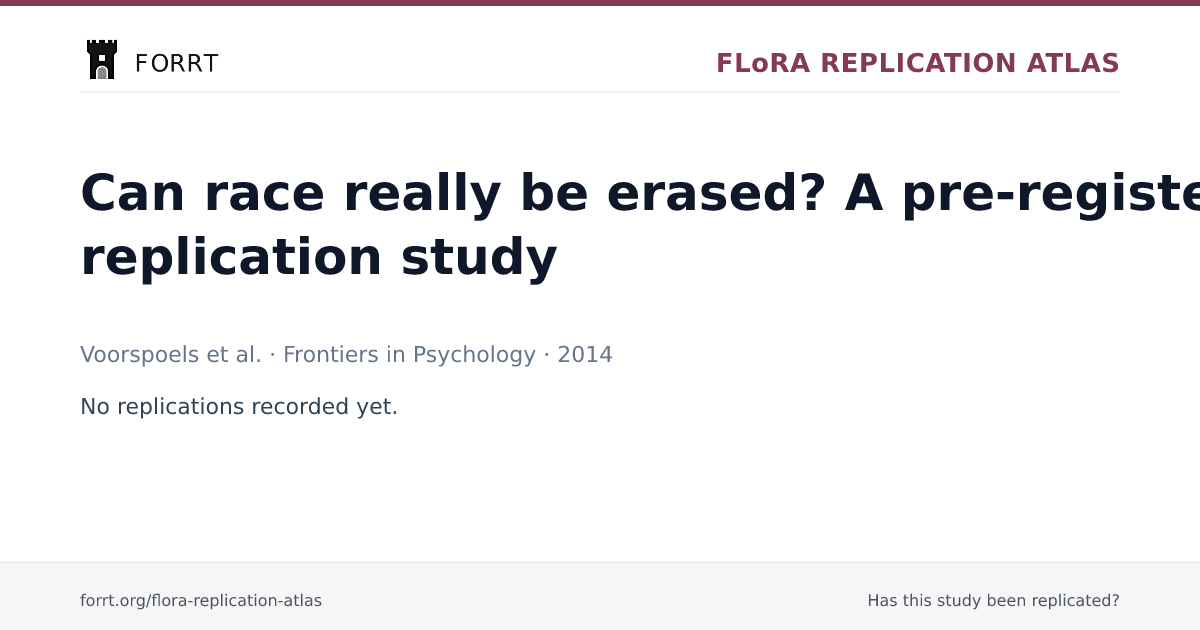 FORRT
FLoRA REPLICATION ATLAS
Can race really be erased? A pre-registe
replication study
Voorspoels et al. · Frontiers in Psychology · 2014
No replications recorded yet.
forrt.org/flora-replication-atlas
Has this study been replicated?